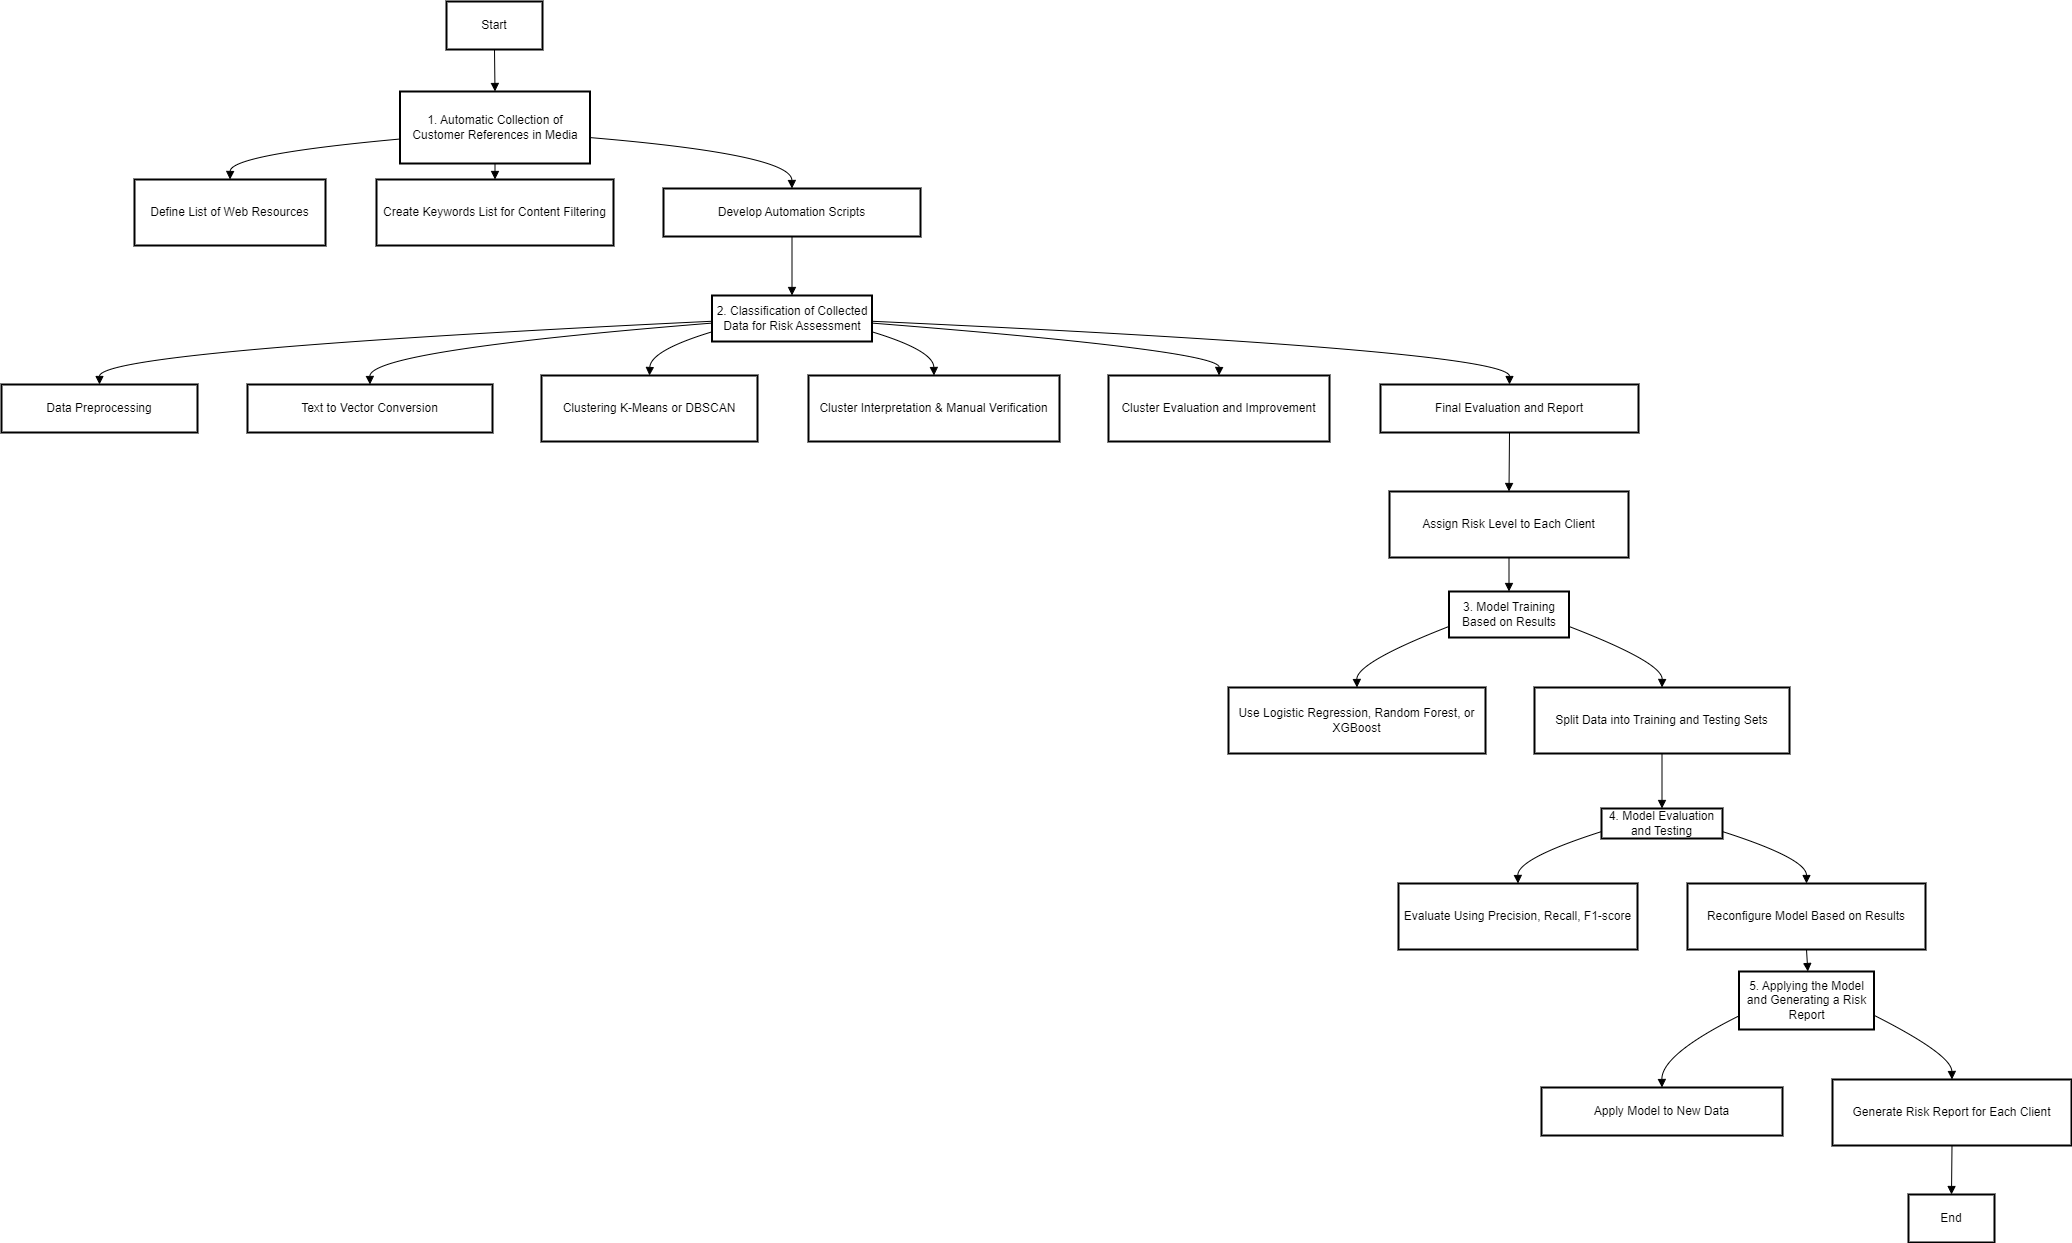 Start
1. Automatic Collection of
Customer References in Media
Define List of Web Resources
Create Keywords List for Content Filtering
Develop Automation Scripts
2. Classification of Collected
Data for Risk Assessment
Data Preprocessing
Text to Vector Conversion
Clustering K-Means or DBSCAN
Cluster Interpretation & Manual Verification
Cluster Evaluation and Improvement
Final Evaluation and Report
Assign Risk Level to Each Client
3. Model Training
Based on Results
Use Logistic Regression, Random Forest, or
XGBoost
Split Data into Training and Testing Sets
4. Model Evaluation
and Testing
Evaluate Using Precision, Recall, F1-score
Reconfigure Model Based on Results
5. Applying the Model
and Generating a Risk
Report
Apply Model to New Data
Generate Risk Report for Each Client
End